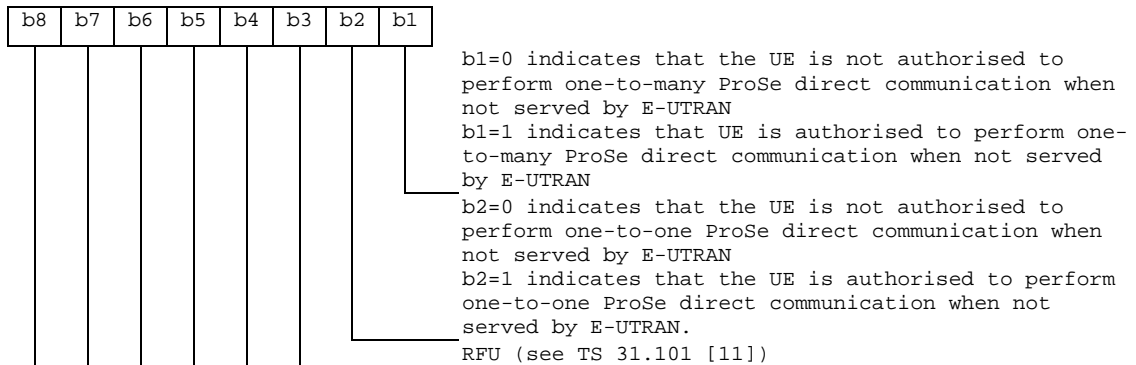 b8 b7 b6 b5 b4 b3 b2 b1
b1=0 indicates that the UE is not authorised to
perform one-to-many ProSe direct communication when
not served by E-UTRAN
b1=1 indicates that UE is authorised to perform one-
to-many ProSe direct communication when not served
by E-UTRAN
b2=0 indicates that the UE is not authorised to
perform one-to-one ProSe direct communication when
not served by E-UTRAN
b2=1 indicates that the UE is authorised to perform
one-to-one ProSe direct communication when not
served by E-UTRAN.
RFU (see TS 31.101 [11])